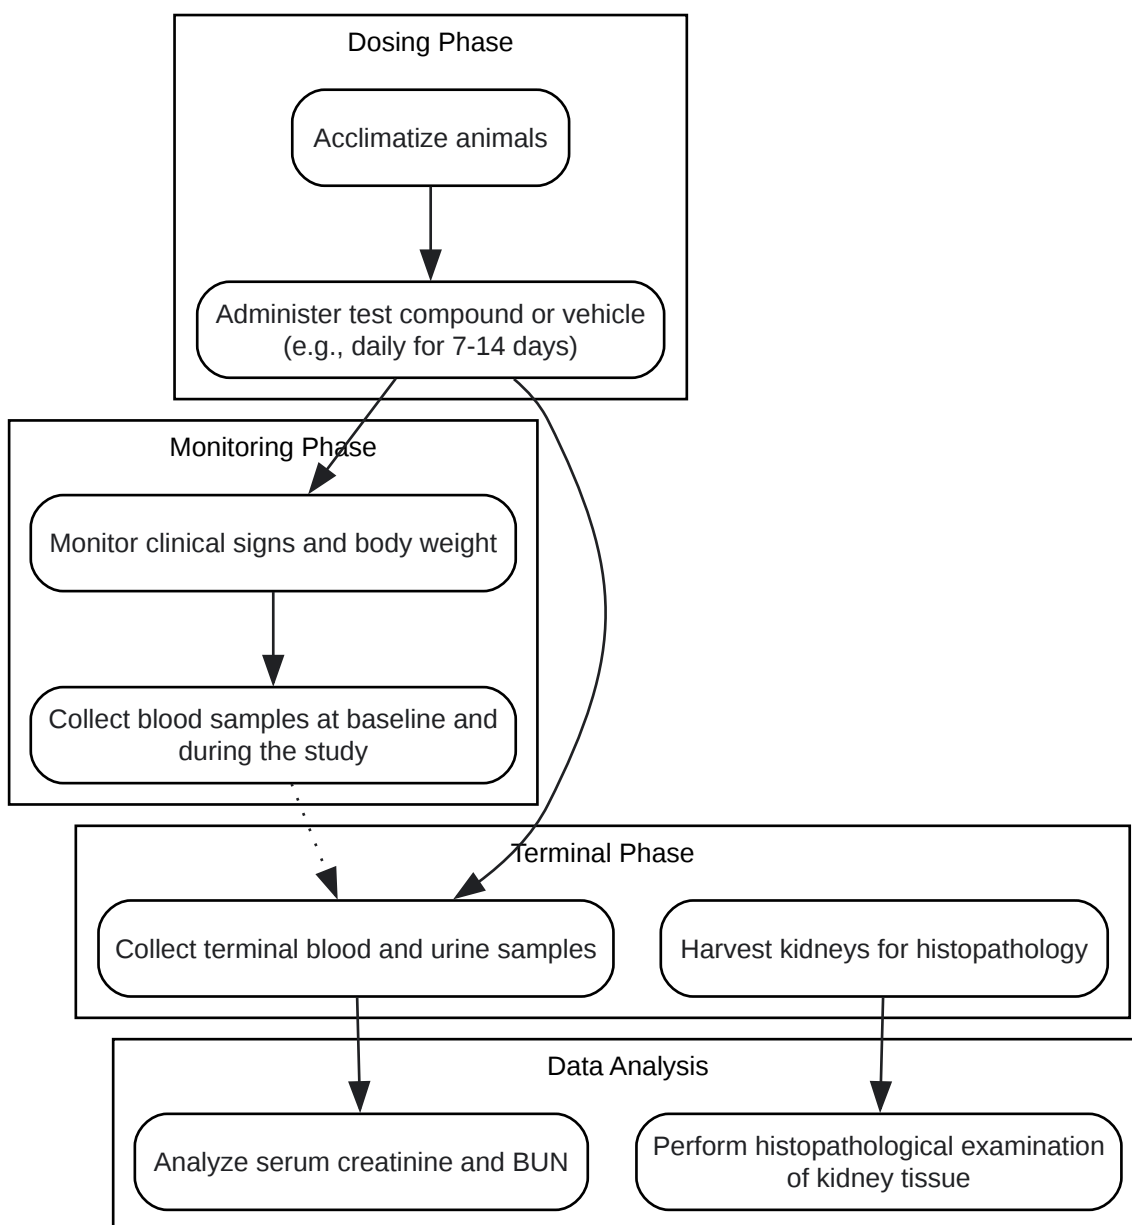 Dosing Phase
Acclimatize animals
Administer test compound or vehicle
(e.g., daily for 7-14 days)
Monitoring Phase
Monitor clinical signs and body weight
Collect blood samples at baseline and
during the study
Terminal Phase
Collect terminal blood and urine samples
Harvest kidneys for histopathology
Data Analysis
Analyze serum creatinine and BUN
Perform histopathological examination
of kidney tissue